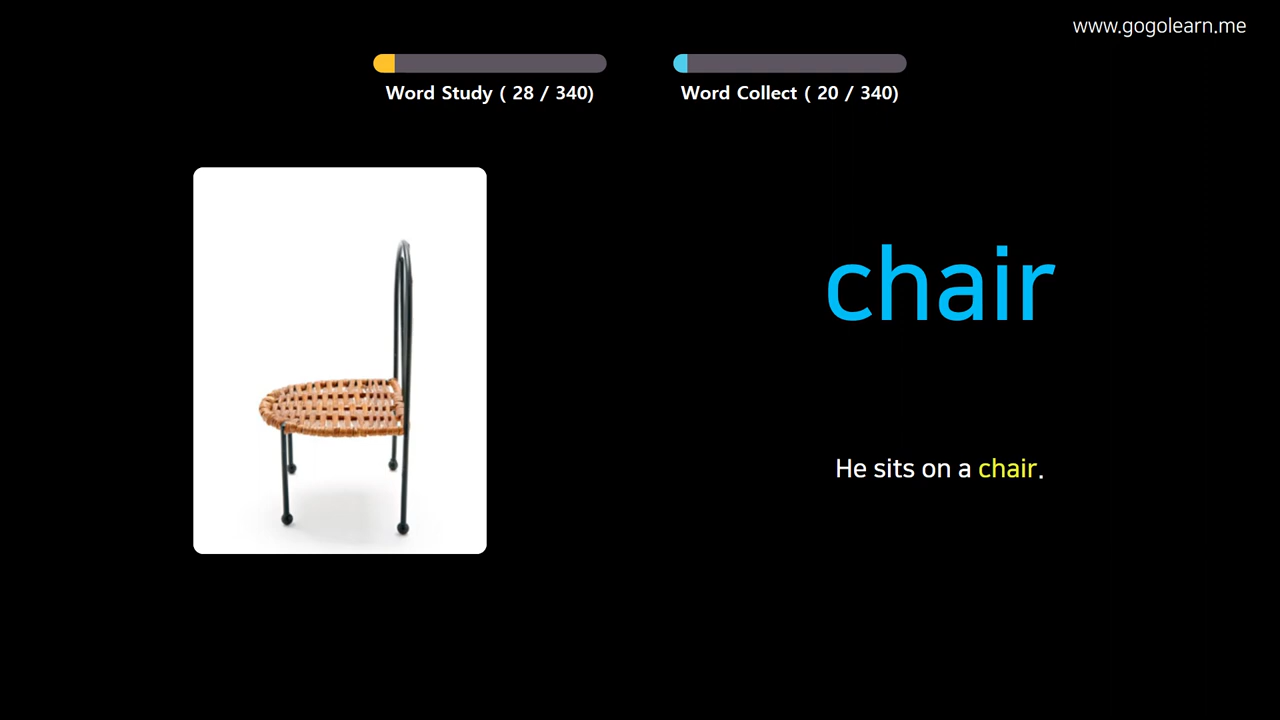 www.gogolearn.me
Word Study ( 28 / 340)
Word Collect ( 20 / 340)
chair
He sits on a chair.